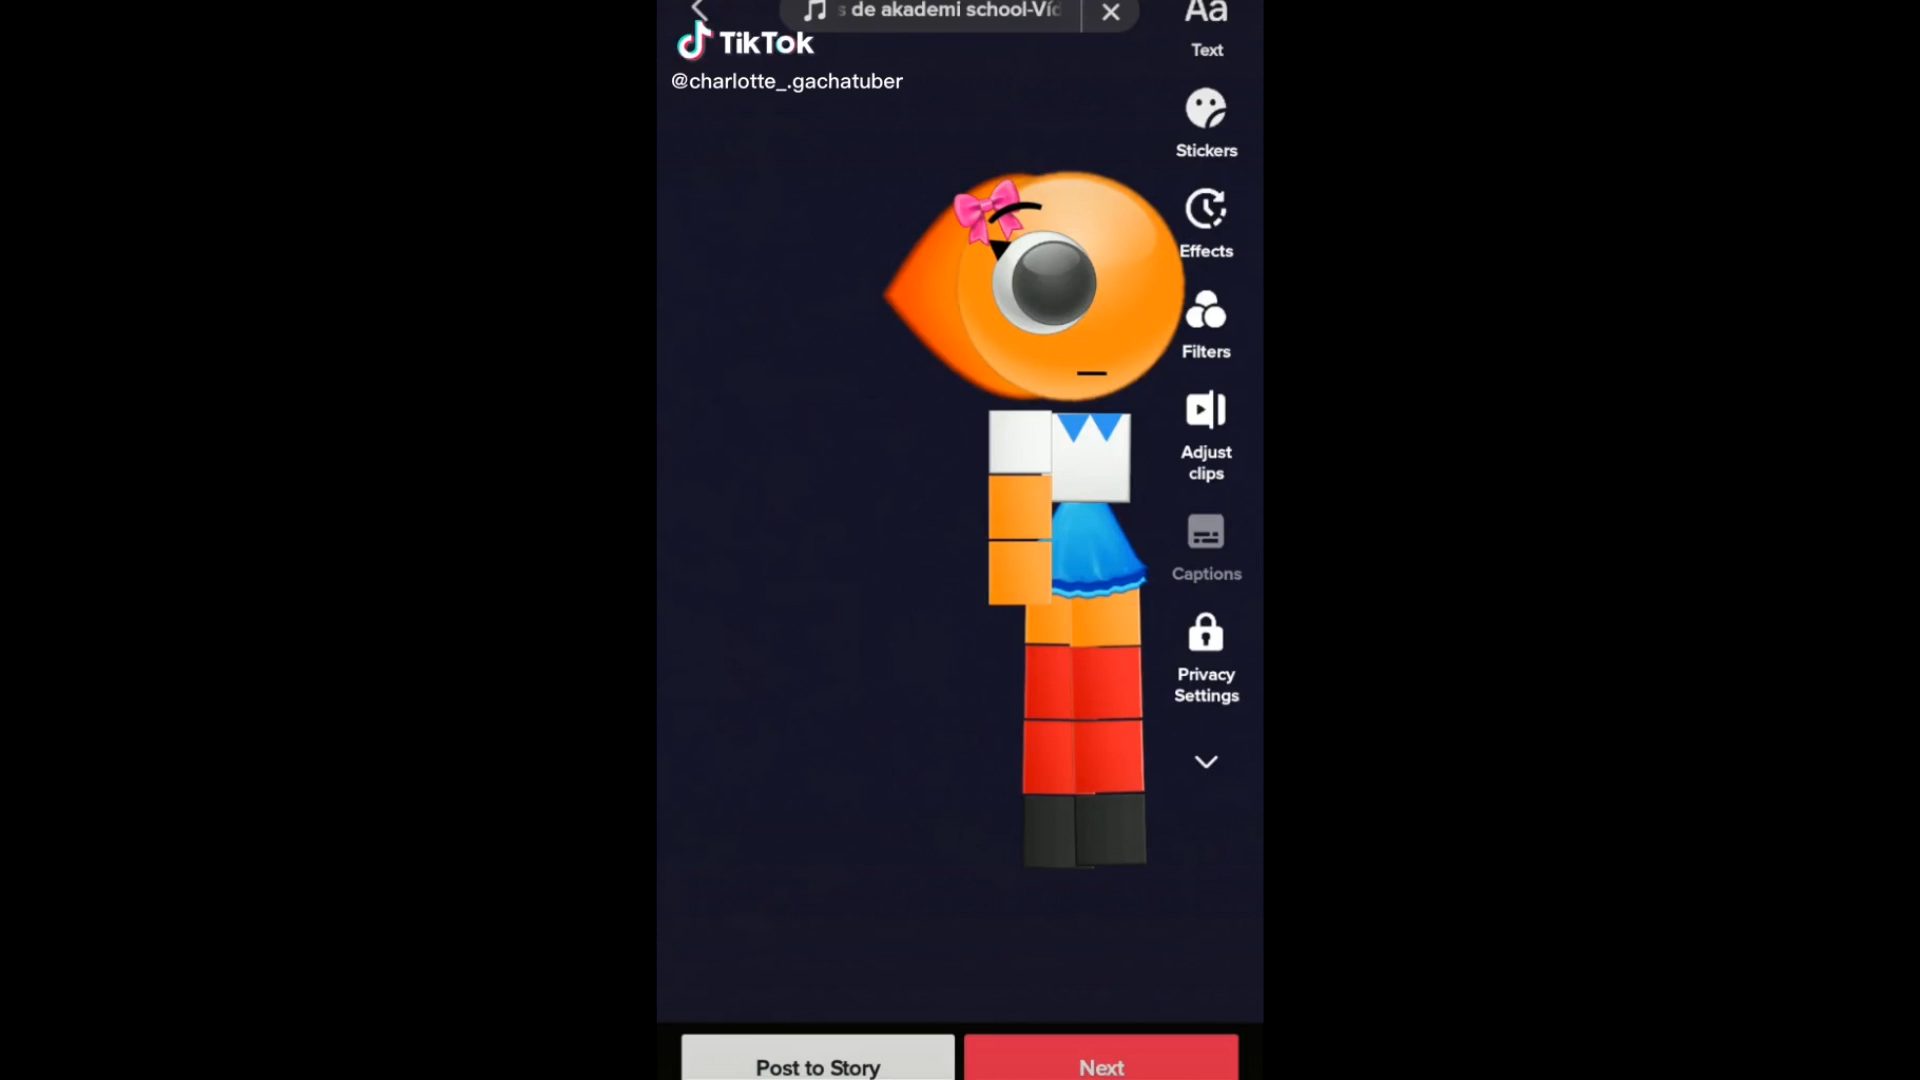 s de akademi school-Víd
Aa
TikTok
Text
@charlotte_.gachatuber
Stickers
Effects
Filters
Adjust
clips
Captions
Privacy
Settings
Post to Story
Next